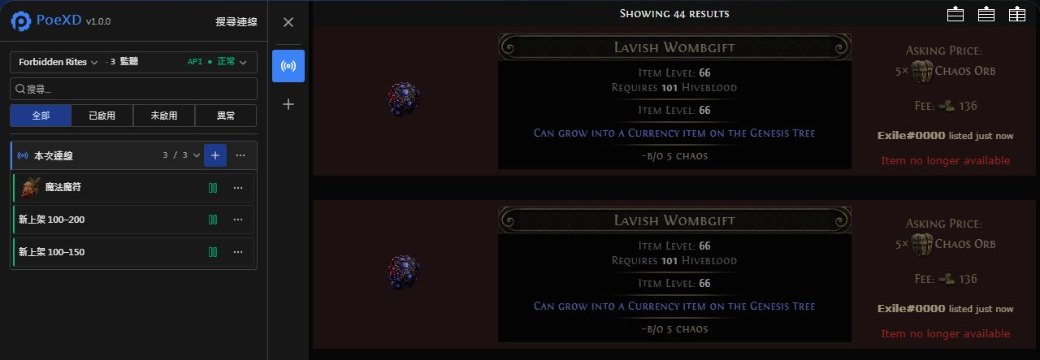 PoeXD v1.0.0
搜尋連線
Forbidden Rites · 3 監聽
API • 正常
搜尋...
全部
已啟用
未啟用
異常
本次連線
3 / 3
魔法魔符
新上架 100–200
新上架 100–150
Showing 44 results
Lavish Wombgift
Item Level: 66
Requires 101 Hiveblood
Item Level: 66
Can grow into a Currency item on the Genesis Tree
~b/o 5 chaos
Asking Price:
5× Chaos Orb
Fee: 136
Exile#0000 listed just now
Item no longer available
Lavish Wombgift
Item Level: 66
Requires 101 Hiveblood
Item Level: 66
Can grow into a Currency item on the Genesis Tree
~b/o 5 chaos
Asking Price:
5× Chaos Orb
Fee: 136
Exile#0000 listed just now
Item no longer available